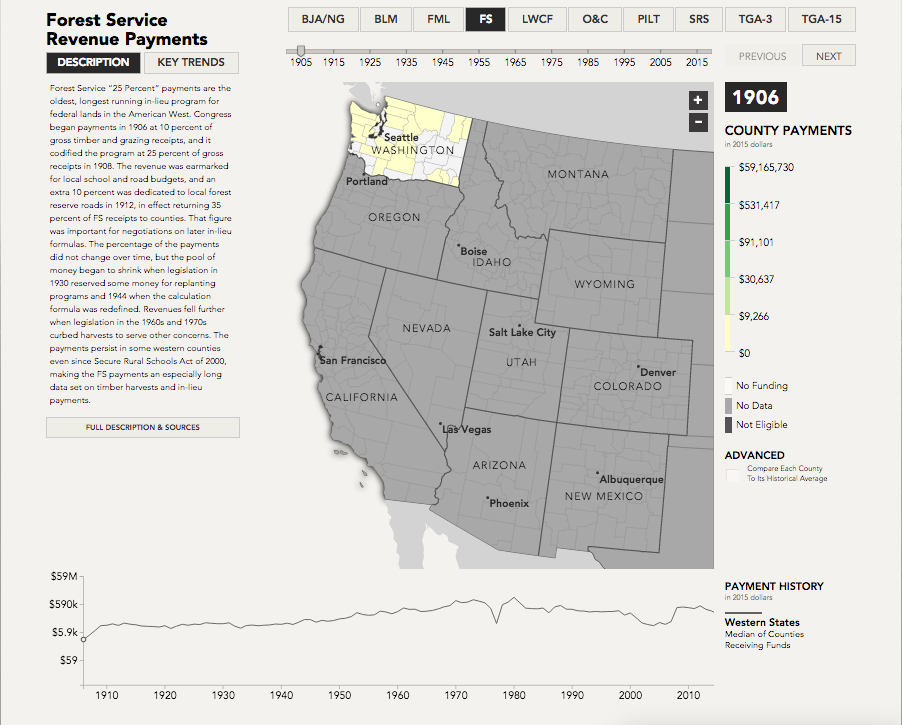 Forest Service
Revenue Payments
DESCRIPTION
KEY TRENDS
Forest Service “25 Percent” payments are the
oldest, longest running in-lieu program for
federal lands in the American West. Congress
began payments in 1906 at 10 percent of
gross timber and grazing receipts, and it
codified the program at 25 percent of gross
receipts in 1908. The revenue was earmarked
for local school and road budgets, and an
extra 10 percent was dedicated to local forest
reserve roads in 1912, in effect returning 35
percent of FS receipts to counties. That figure
was important for negotiations on later in-lieu
formulas. The percentage of the payments
did not change over time, but the pool of
money began to shrink when legislation in
1930 reserved some money for replanting
programs and 1944 when the calculation
formula was redefined. Revenues fell further
when legislation in the 1960s and 1970s
curbed harvests to serve other concerns. The
payments persist in some western counties
even since Secure Rural Schools Act of 2000,
making the FS payments an especially long
data set on timber harvests and in-lieu
payments.
FULL DESCRIPTION & SOURCES
BJA/NG BLM FML FS LWCF O&C PILT SRS TGA-3 TGA-15
1905 1915 1925 1935 1945 1955 1965 1975 1985 1995 2005 2015
PREVIOUS NEXT
+
−
Seattle
WASHINGTON
Portland
OREGON
MONTANA
Boise
IDAHO
WYOMING
NEVADA
Salt Lake City
UTAH
San Francisco
CALIFORNIA
Denver
COLORADO
Las Vegas
ARIZONA
Phoenix
Albuquerque
NEW MEXICO
1906
COUNTY PAYMENTS
in 2015 dollars
$59,165,730
$531,417
$91,101
$30,637
$9,266
$0
No Funding
No Data
Not Eligible
ADVANCED
Compare Each County
To Its Historical Average
$59M
$590k
$5.9k
$59
1910 1920 1930 1940 1950 1960 1970 1980 1990 2000 2010
PAYMENT HISTORY
in 2015 dollars
Western States
Median of Counties
Receiving Funds